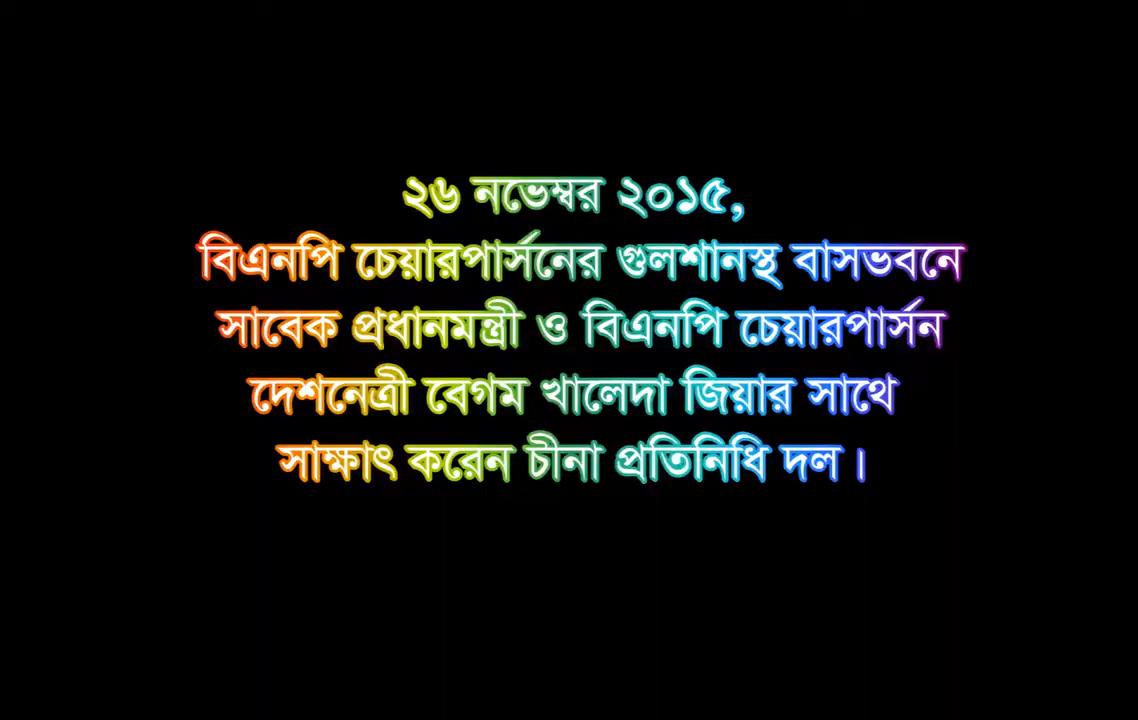 ২৬ নভেম্বর ২০১৫,
বিএনপি চেয়ারপার্সনের গুলশানস্থ বাসভবনে
সাবেক প্রধানমন্ত্রী ও বিএনপি চেয়ারপার্সন
দেশনেত্রী বেগম খালেদা জিয়ার সাথে
সাক্ষাৎ করেন চীনা প্রতিনিধি দল।